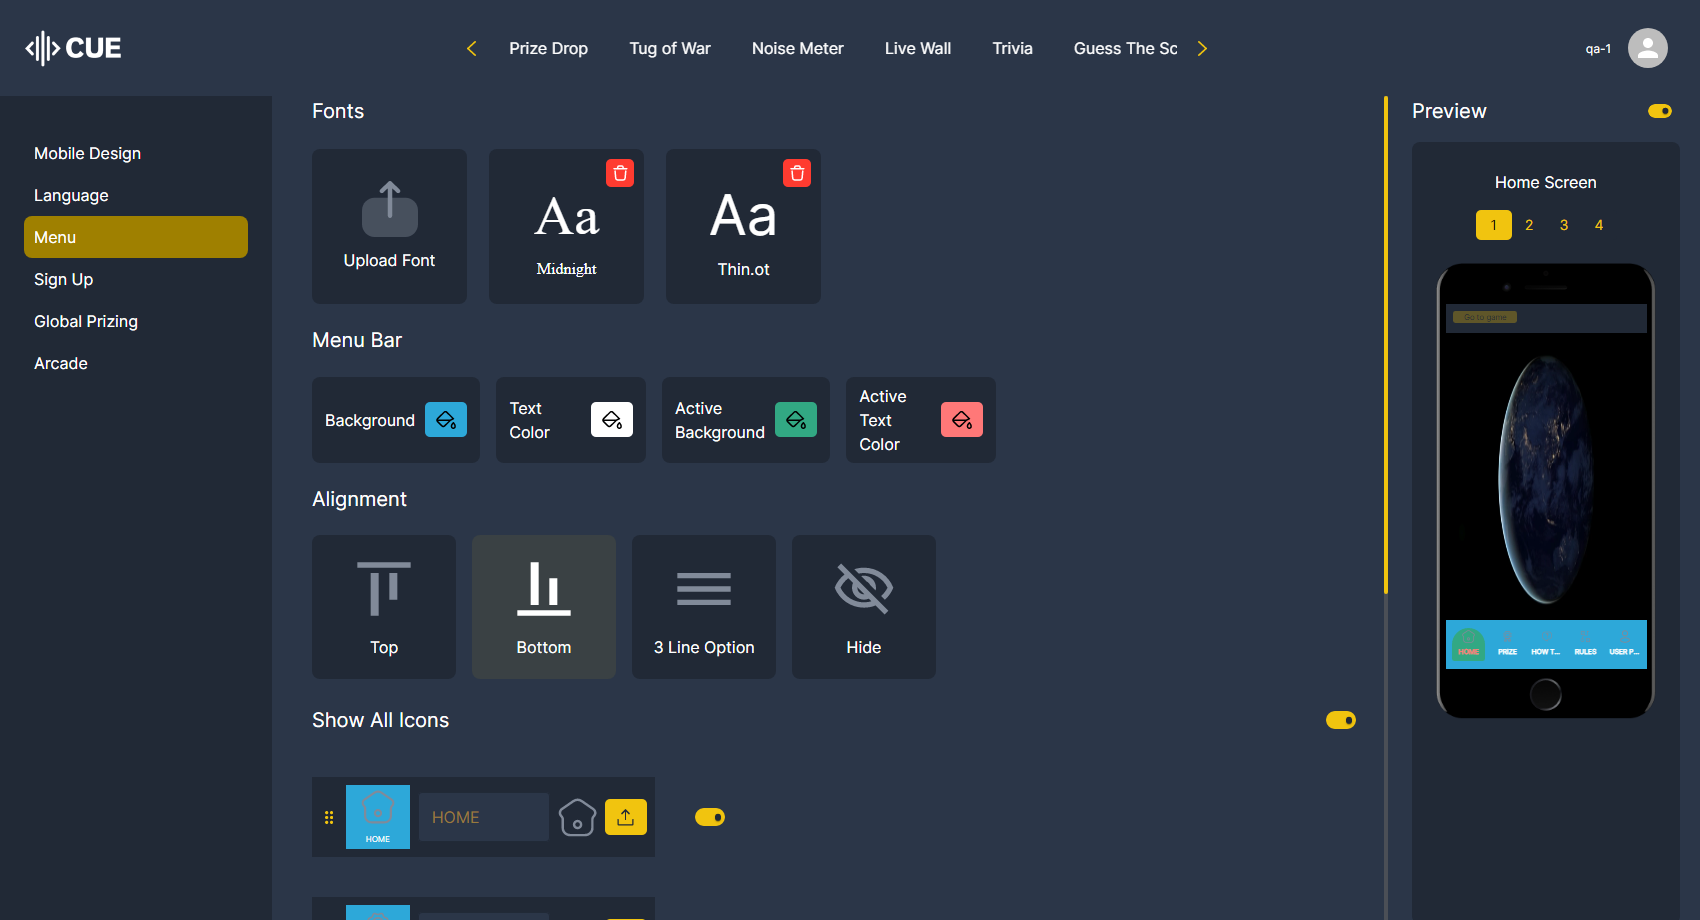 CUE
Prize Drop
Tug of War
Noise Meter
Live Wall
Trivia
Guess The Sc
qa-1
Mobile Design
Language
Menu
Sign Up
Global Prizing
Arcade
Fonts
Upload Font
Aa
Midnight
Aa
Thin.ot
Menu Bar
Background
Text
Color
Active
Background
Active
Text
Color
Alignment
Top
Bottom
3 Line Option
Hide
Show All Icons
HOME
HOME
Preview
Home Screen
1 2 3 4
Go to game
HOME
PRIZE
HOW T...
RULES
USER P...